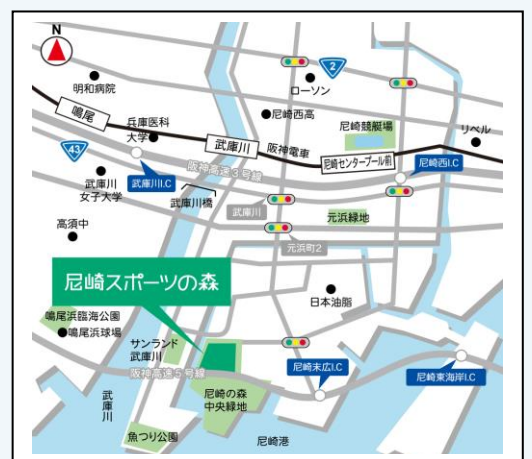 N
2
明和病院
ローソン
鳴尾
兵庫医科
大学
尼崎西高
武庫川
阪神電車
尼崎競艇場
尼崎センタープール前
リベル
43
武庫川
女子大学
武庫川I.C
阪神高速3号線
武庫川橋
尼崎西I.C
高須中
武庫川
元浜町2
元浜緑地
尼崎スポーツの森
日本油脂
鳴尾浜臨海公園
鳴尾浜球場
サンランド
武庫川
阪神高速5号線
尼崎の森
中央緑地
尼崎末広I.C
尼崎東海岸I.C
武庫川
魚つり公園
尼崎港